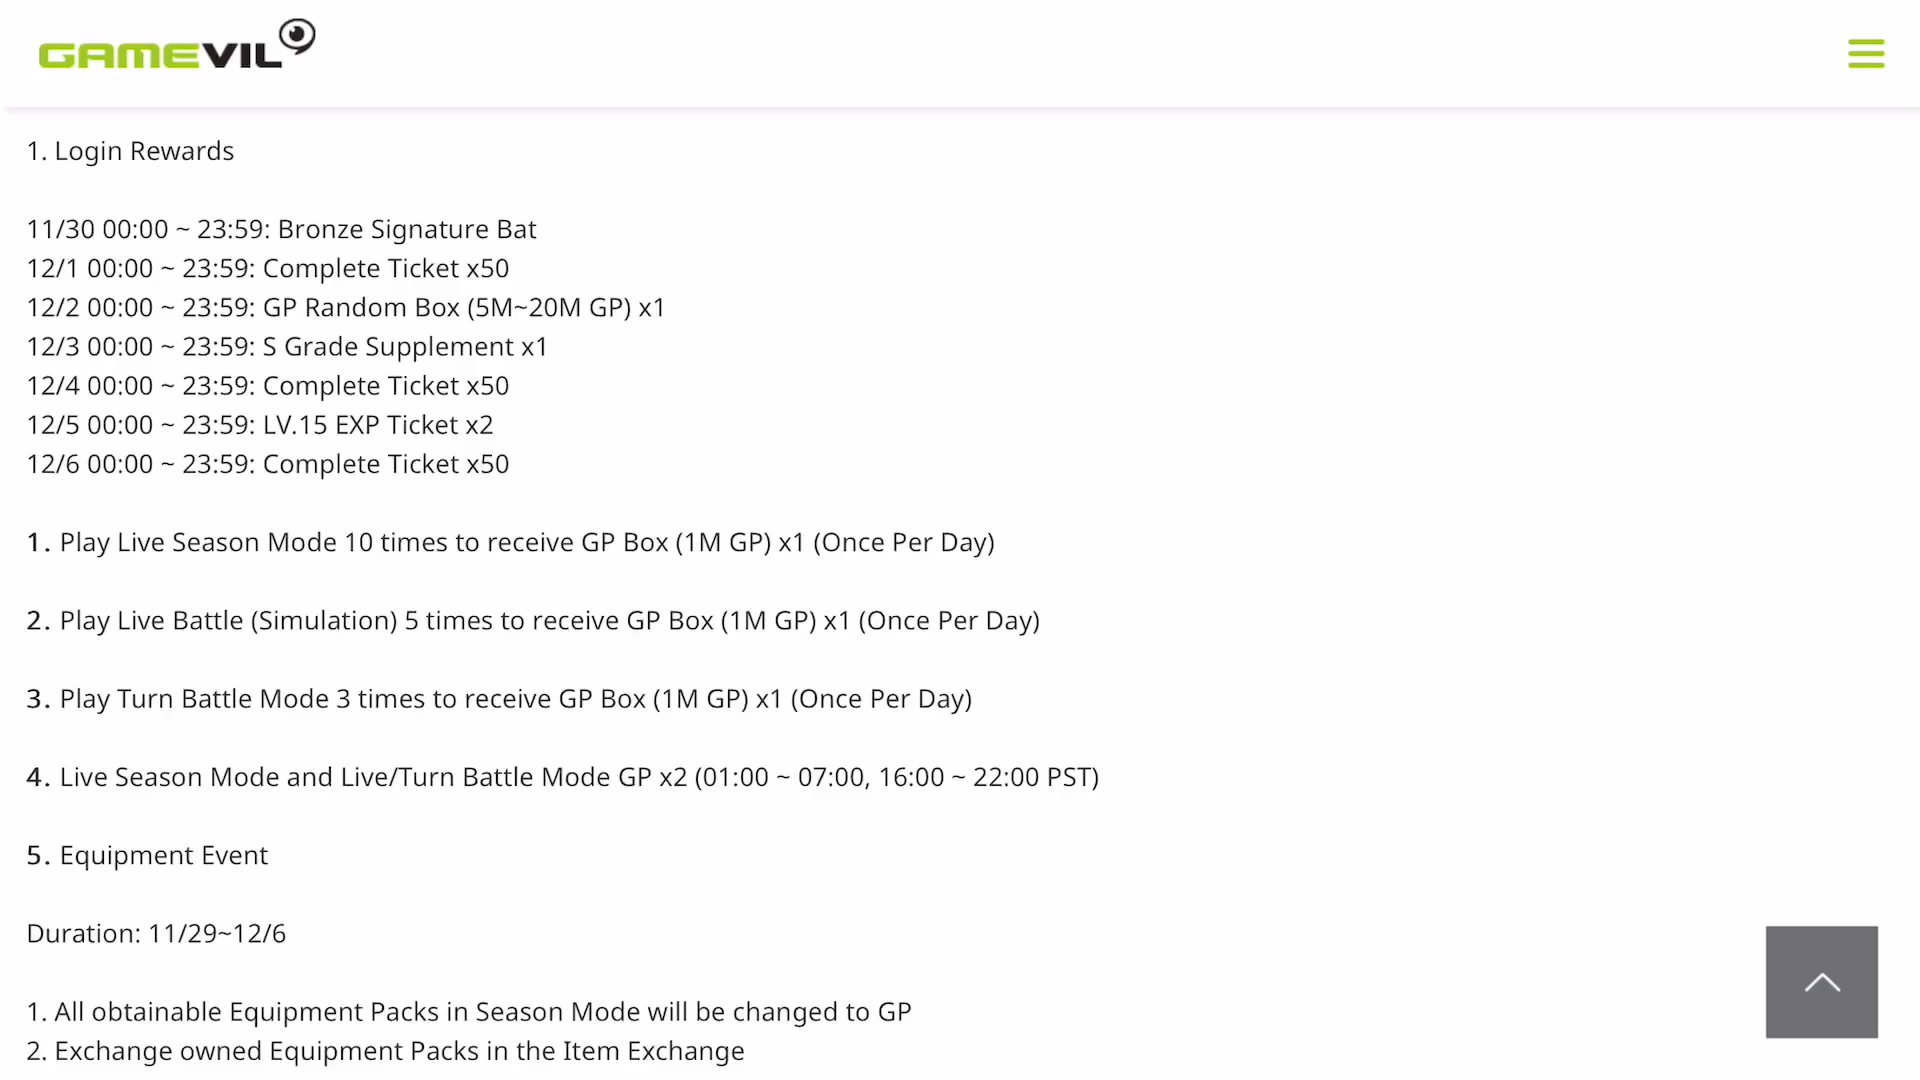 GAMEVIL
1. Login Rewards
11/30 00:00 ~ 23:59: Bronze Signature Bat
12/1 00:00 ~ 23:59: Complete Ticket x50
12/2 00:00 ~ 23:59: GP Random Box (5M~20M GP) x1
12/3 00:00 ~ 23:59: S Grade Supplement x1
12/4 00:00 ~ 23:59: Complete Ticket x50
12/5 00:00 ~ 23:59: LV.15 EXP Ticket x2
12/6 00:00 ~ 23:59: Complete Ticket x50
1. Play Live Season Mode 10 times to receive GP Box (1M GP) x1 (Once Per Day)
2. Play Live Battle (Simulation) 5 times to receive GP Box (1M GP) x1 (Once Per Day)
3. Play Turn Battle Mode 3 times to receive GP Box (1M GP) x1 (Once Per Day)
4. Live Season Mode and Live/Turn Battle Mode GP x2 (01:00 ~ 07:00, 16:00 ~ 22:00 PST)
5. Equipment Event
Duration: 11/29~12/6
1. All obtainable Equipment Packs in Season Mode will be changed to GP
2. Exchange owned Equipment Packs in the Item Exchange